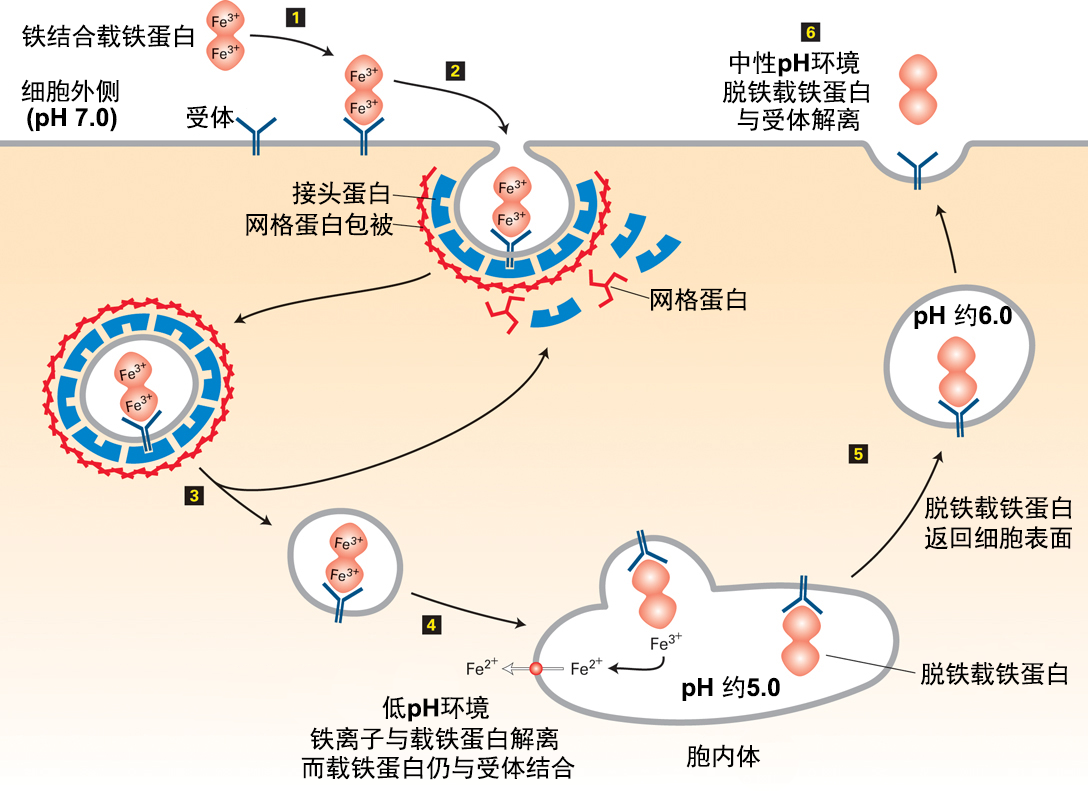 1
6
Fe3+
铁结合载铁蛋白
Fe3+
2
中性pH环境
脱铁载铁蛋白
与受体解离
Fe3+
Fe3+
细胞外侧
(pH 7.0)
受体
接头蛋白
网格蛋白包被
Fe3+
Fe3+
网格蛋白
pH 约6.0
Fe3+
Fe3+
3
5
脱铁载铁蛋白
返回细胞表面
Fe3+
Fe3+
4
Fe3+
Fe2+
Fe2+
脱铁载铁蛋白
pH 约5.0
低pH环境
铁离子与载铁蛋白解离
而载铁蛋白仍与受体结合
胞内体